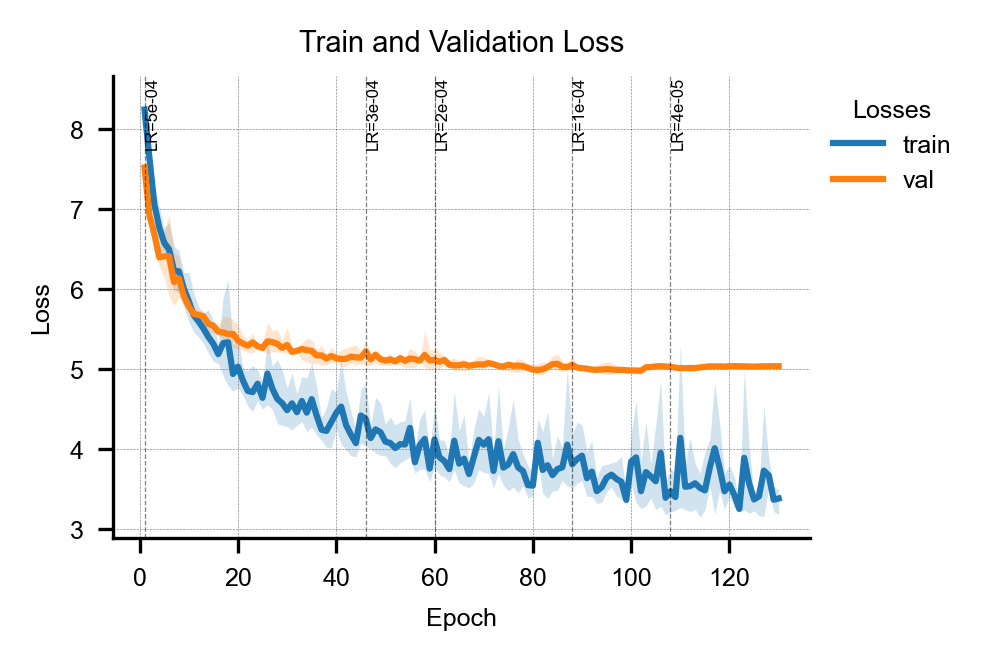 Train and Validation Loss
LR=5e-04
LR=3e-04
LR=2e-04
LR=1e-04
LR=4e-05
Losses
train
val
Loss
8
7
6
5
4
3
0 20 40 60 80 100 120
Epoch